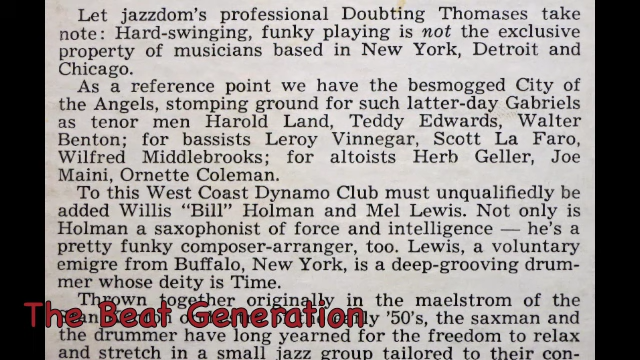 Let jazzdom's professional Doubting Thomases take
note: Hard-swinging, funky playing is not the exclusive
property of musicians based in New York, Detroit and
Chicago.
As a reference point we have the besmogged City of
the Angels, stomping ground for such latter-day Gabriels
as tenor men Harold Land, Teddy Edwards, Walter
Benton; for bassists Leroy Vinnegar, Scott La Faro,
Wilfred Middlebrooks; for altoists Herb Geller, Joe
Maini, Ornette Coleman.
To this West Coast Dynamo Club must unqualifiedly be
added Willis "Bill" Holman and Mel Lewis. Not only is
Holman a saxophonist of force and intelligence — he's a
pretty funky composer-arranger, too. Lewis, a voluntary
emigre from Buffalo, New York, is a deep-grooving drum-
mer whose deity is Time.
Thrown together originally in the maelstrom of the
'50's, the saxman and
The Beat Generation
the drummer have long yearned for the freedom to relax
and stretch in a small jazz group tailored to their con-